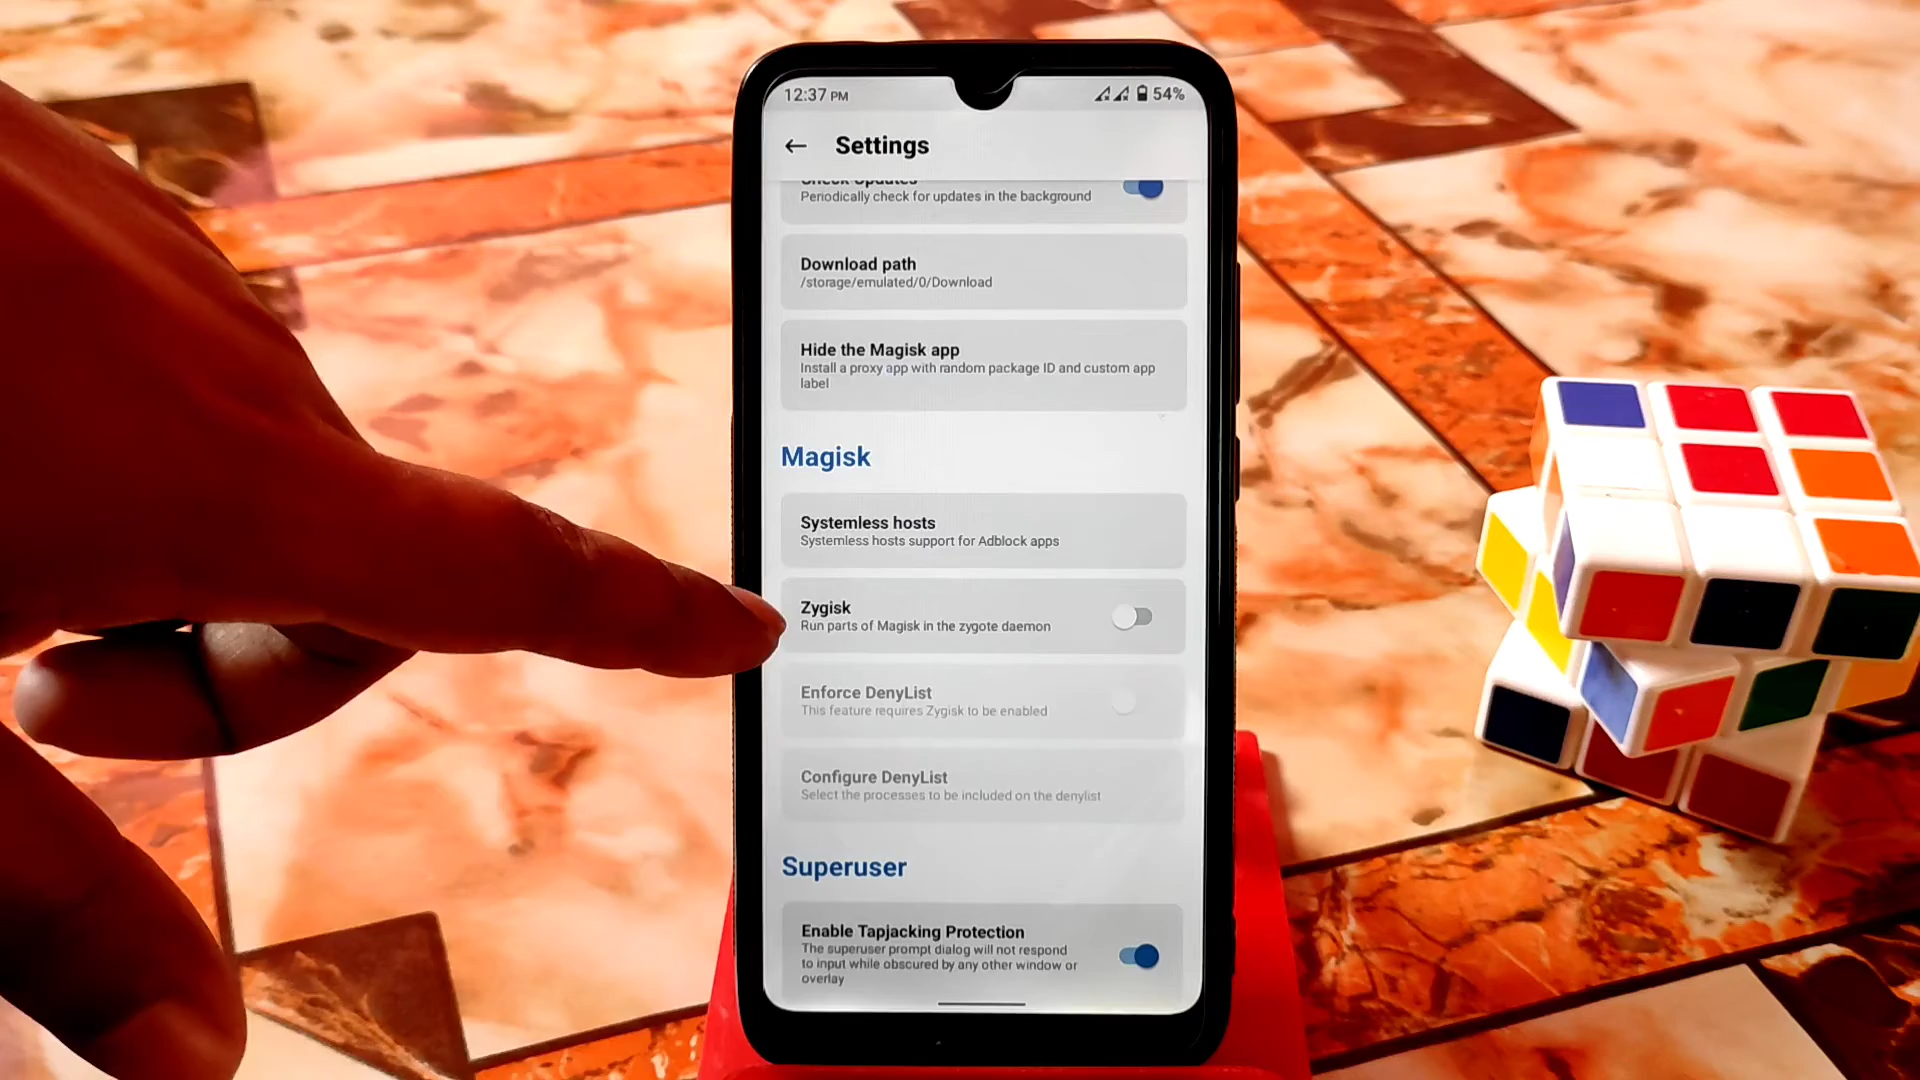 12:37 PM
54%
Settings
Check Updates
Periodically check for updates in the background
Download path
/storage/emulated/0/Download
Hide the Magisk app
Install a proxy app with random package ID and custom app
label
Magisk
Systemless hosts
Systemless hosts support for Adblock apps
Zygisk
Run parts of Magisk in the zygote daemon
Enforce DenyList
This feature requires Zygisk to be enabled
Configure DenyList
Select the processes to be included on the denylist
Superuser
Enable Tapjacking Protection
The superuser prompt dialog will not respond
to input while obscured by any other window or
overlay